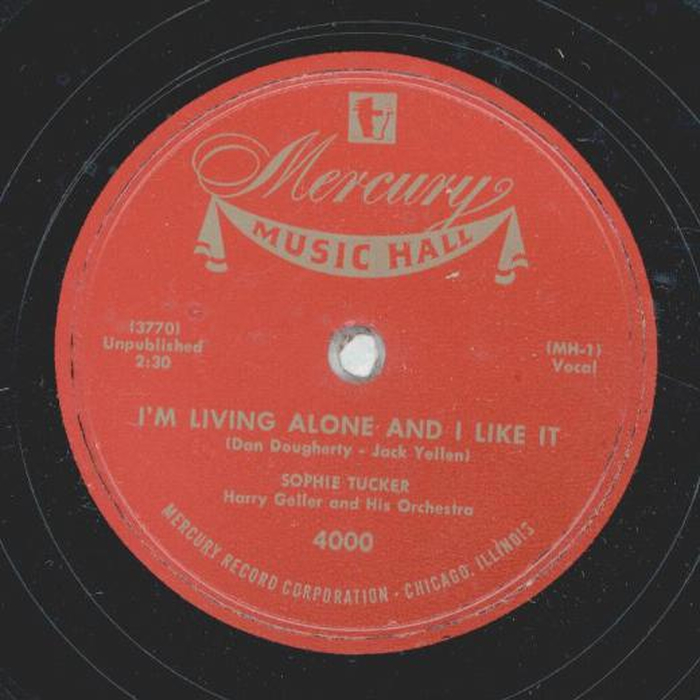 Mercury
MUSIC HALL
(3770)
Unpublished
2:30
(MH-1)
Vocal
I'M LIVING ALONE AND I LIKE IT
(Dan Dougherty - Jack Yellen)
SOPHIE TUCKER
Harry Geller and His Orchestra
4000
MERCURY RECORD CORPORATION · CHICAGO, ILLINOIS